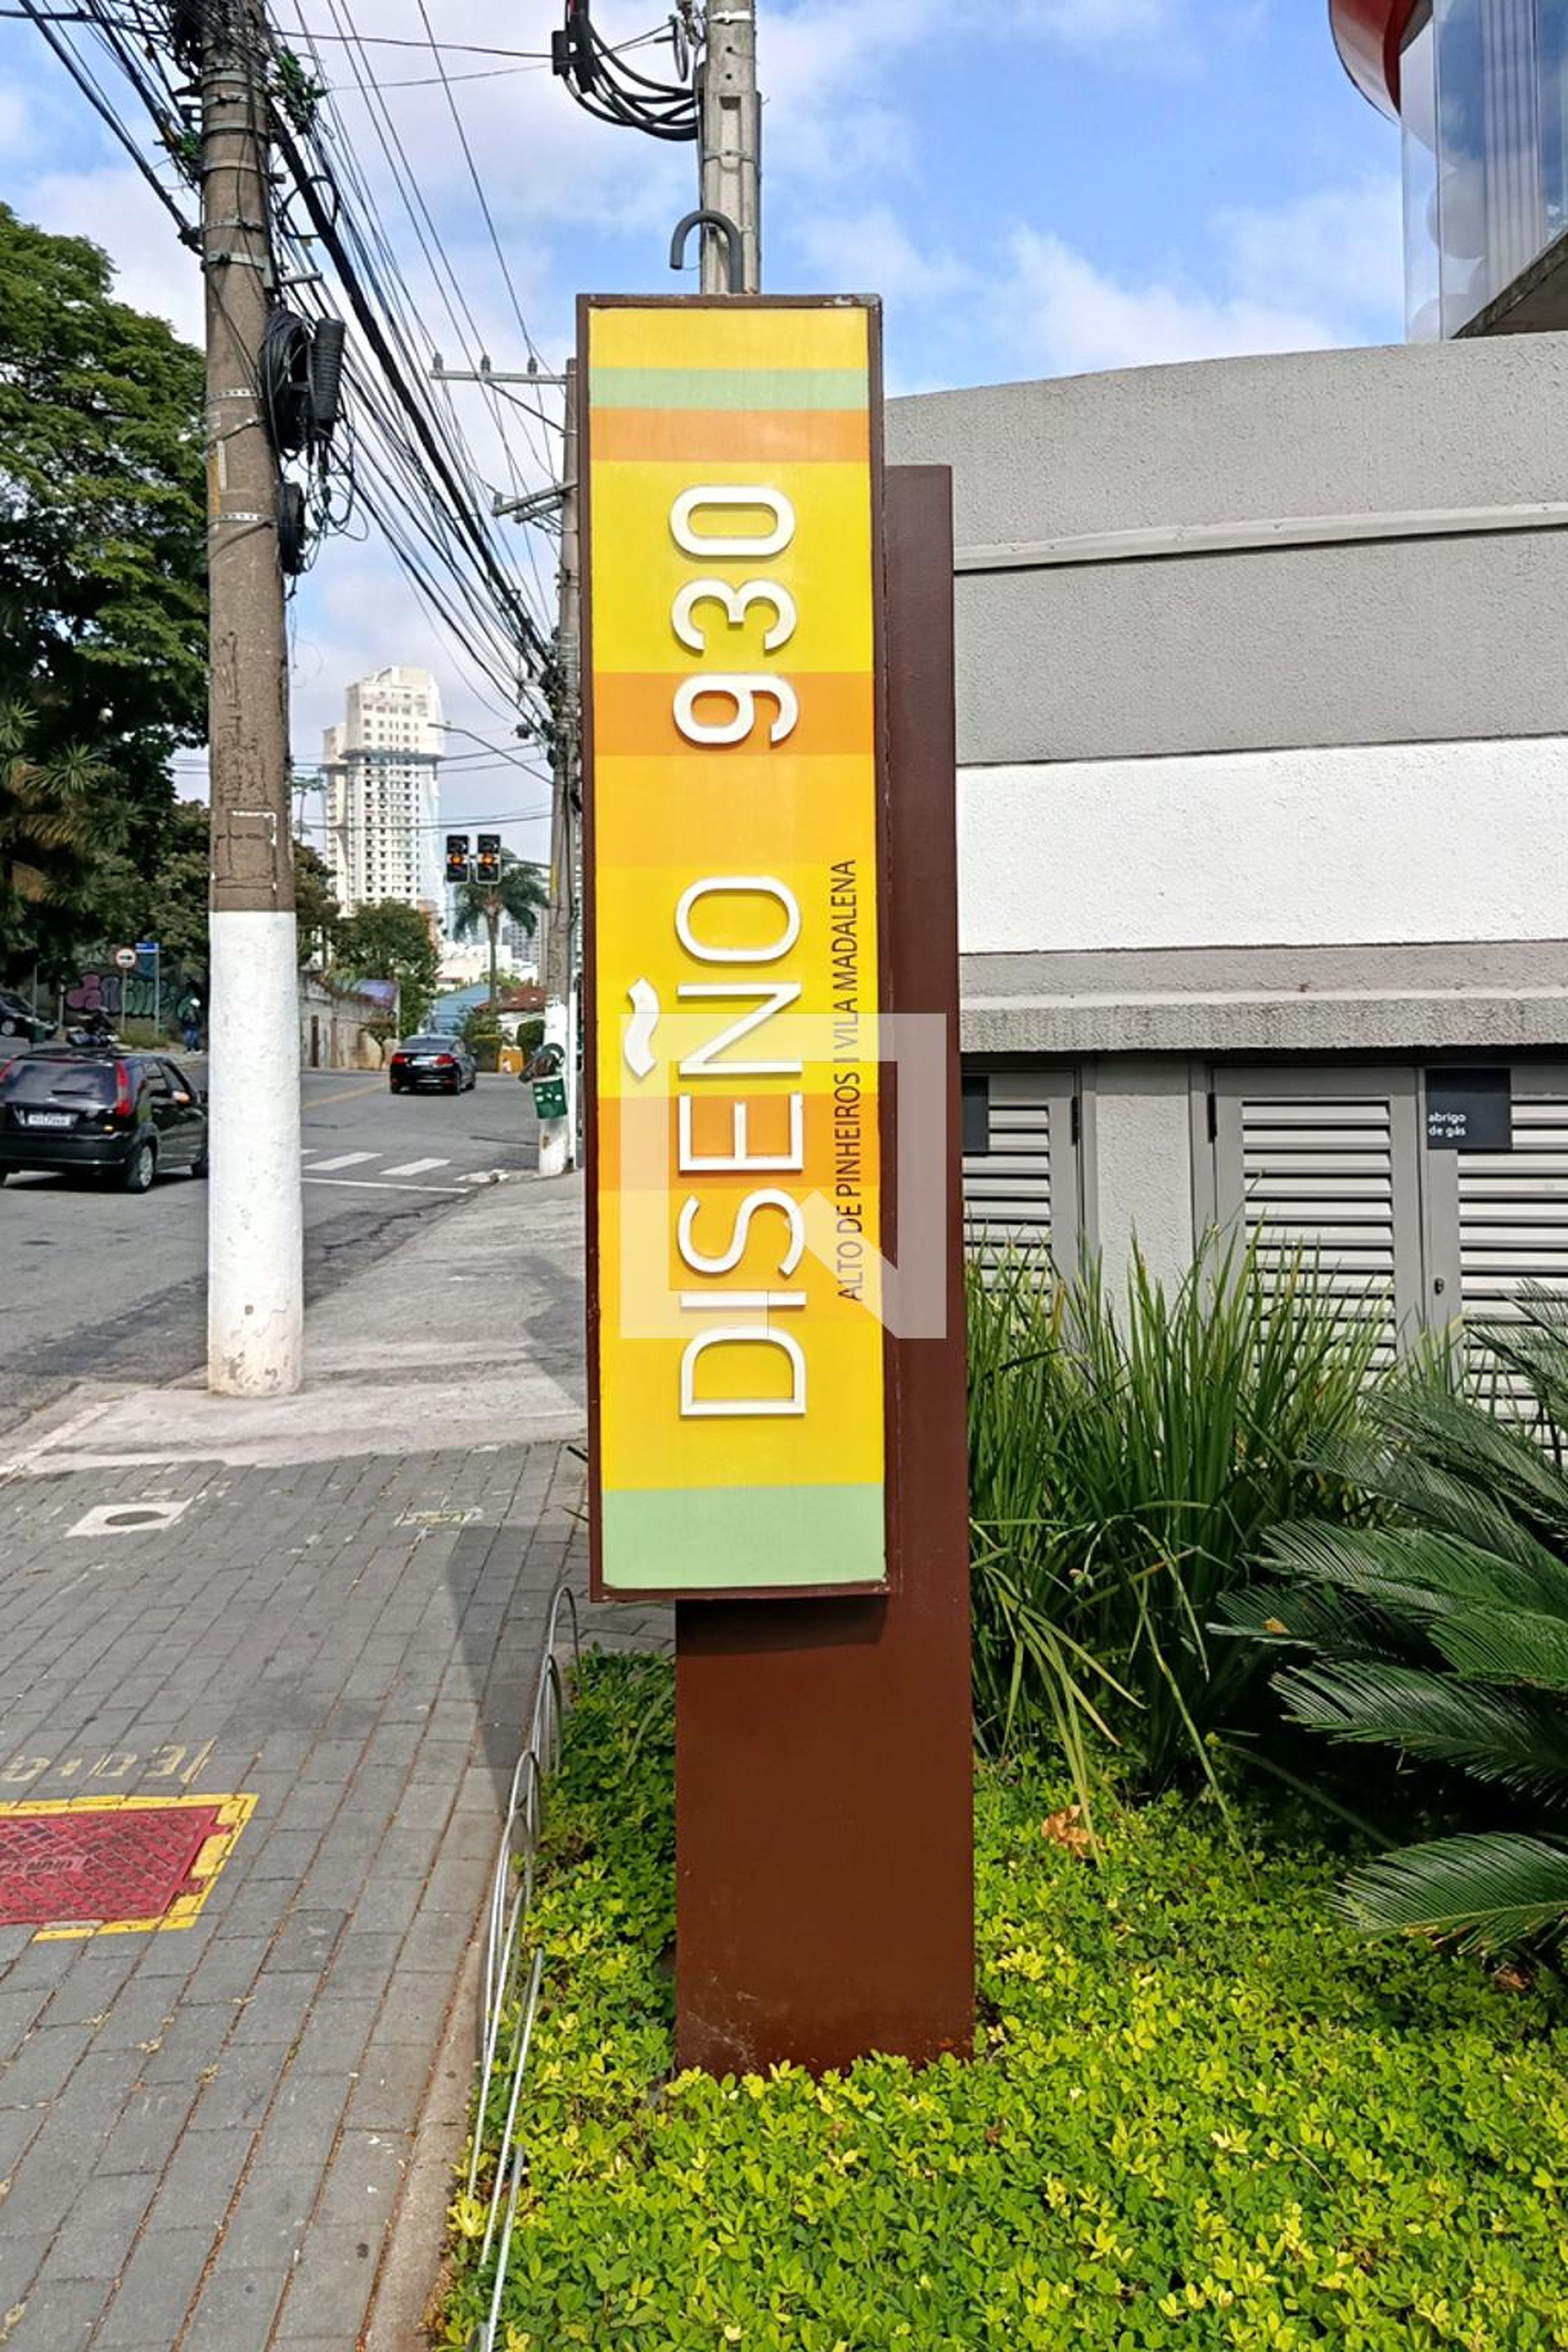 DISEÑO 930
ALTO DE PINHEIROS | VILA MADALENA
abrigo
de gás